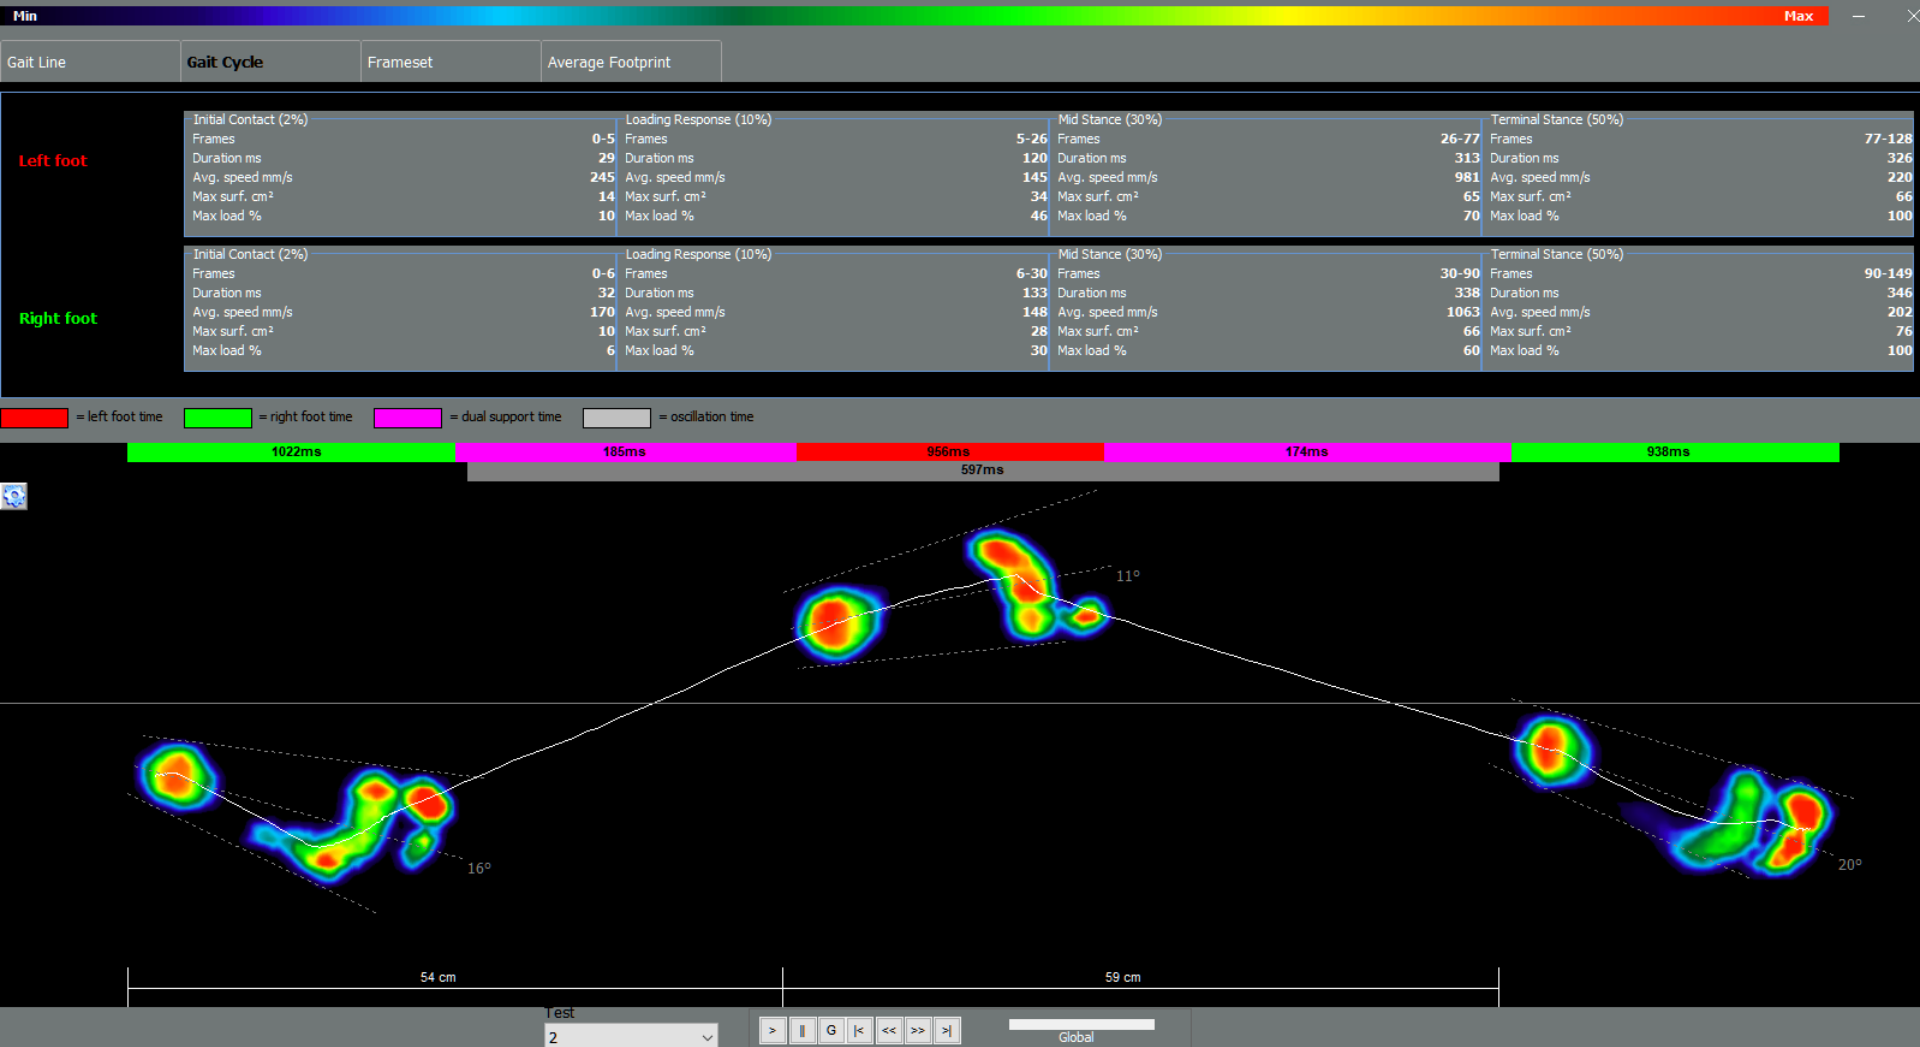 Min Max
Gait Line Gait Cycle Frameset Average Footprint
Left foot
Initial Contact (2%)
Frames 0-5
Duration ms 29
Avg. speed mm/s 245
Max surf. cm² 14
Max load % 10
Loading Response (10%)
Frames 5-26
Duration ms 120
Avg. speed mm/s 145
Max surf. cm² 34
Max load % 46
Mid Stance (30%)
Frames 26-77
Duration ms 313
Avg. speed mm/s 981
Max surf. cm² 65
Max load % 70
Terminal Stance (50%)
Frames 77-128
Duration ms 326
Avg. speed mm/s 220
Max surf. cm² 66
Max load % 100
Right foot
Initial Contact (2%)
Frames 0-6
Duration ms 32
Avg. speed mm/s 170
Max surf. cm² 10
Max load % 6
Loading Response (10%)
Frames 6-30
Duration ms 133
Avg. speed mm/s 148
Max surf. cm² 28
Max load % 30
Mid Stance (30%)
Frames 30-90
Duration ms 338
Avg. speed mm/s 1063
Max surf. cm² 66
Max load % 60
Terminal Stance (50%)
Frames 90-149
Duration ms 346
Avg. speed mm/s 202
Max surf. cm² 76
Max load % 100
= left foot time = right foot time = dual support time = oscillation time
1022ms 185ms 956ms 174ms 938ms
597ms
11°
16°
20°
54 cm 59 cm
Test
2
> || G |< << >> >|
Global